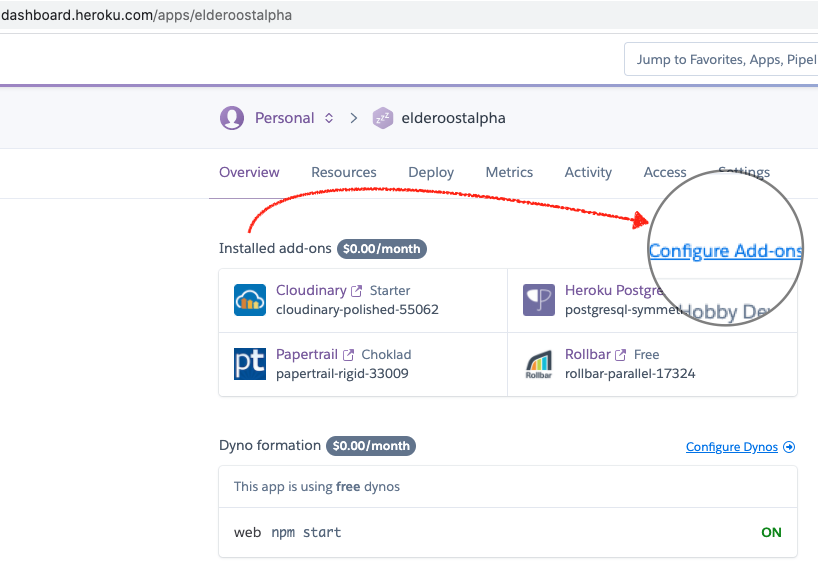 dashboard.heroku.com/apps/elderoostalpha
Jump to Favorites, Apps, Pipel
Personal > elderoostalpha
Overview Resources Deploy Metrics Activity Access Settings
Installed add-ons $0.00/month
Configure Add-ons
Cloudinary Starter
cloudinary-polished-55062
Heroku Postgre
postgresql-symmet
Hobby De
Papertrail Choklad
papertrail-rigid-33009
Rollbar Free
rollbar-parallel-17324
Dyno formation $0.00/month
Configure Dynos
This app is using free dynos
web npm start
ON